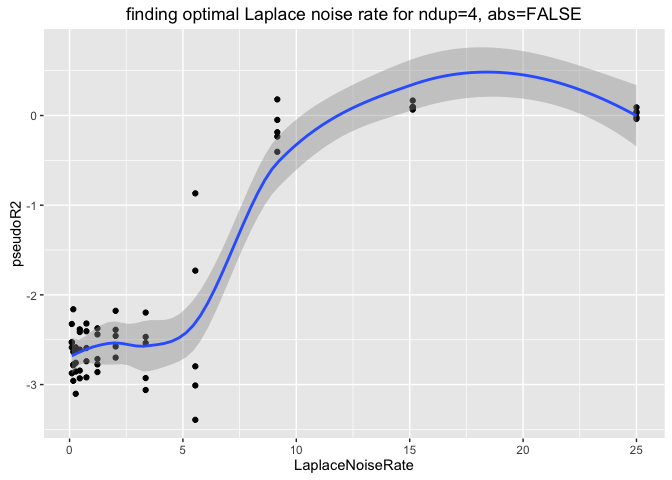 finding optimal Laplace noise rate for ndup=4, abs=FALSE
pseudoR2
0
-1
-2
-3
0 5 10 15 20 25
LaplaceNoiseRate